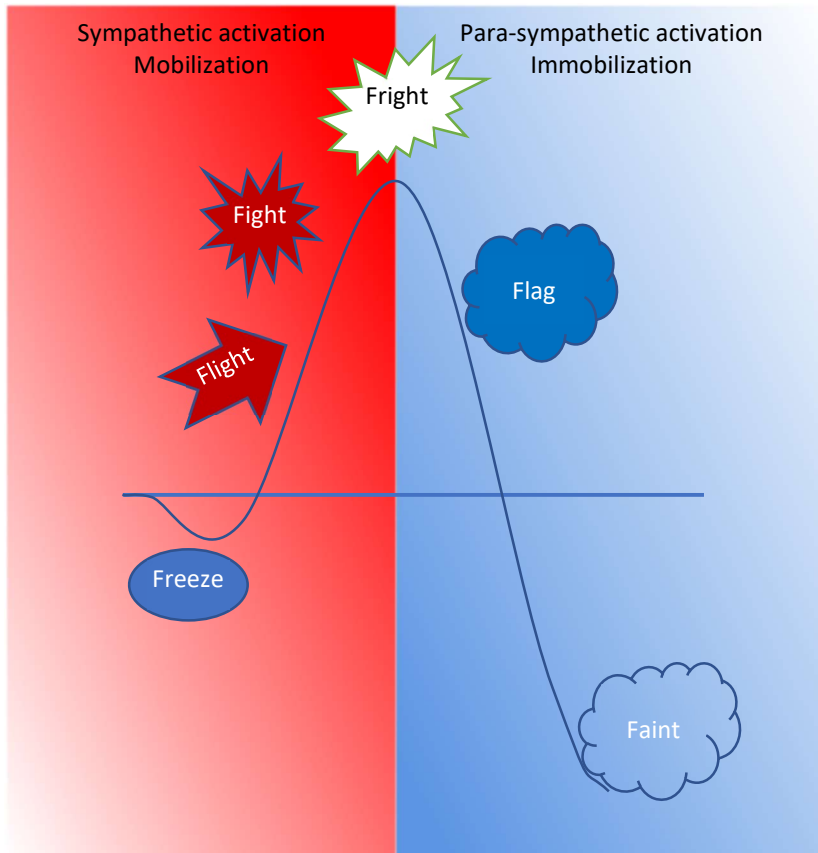 Sympathetic activation
Mobilization
Para-sympathetic activation
Immobilization
Fright
Fight
Flag
Flight
Freeze
Faint